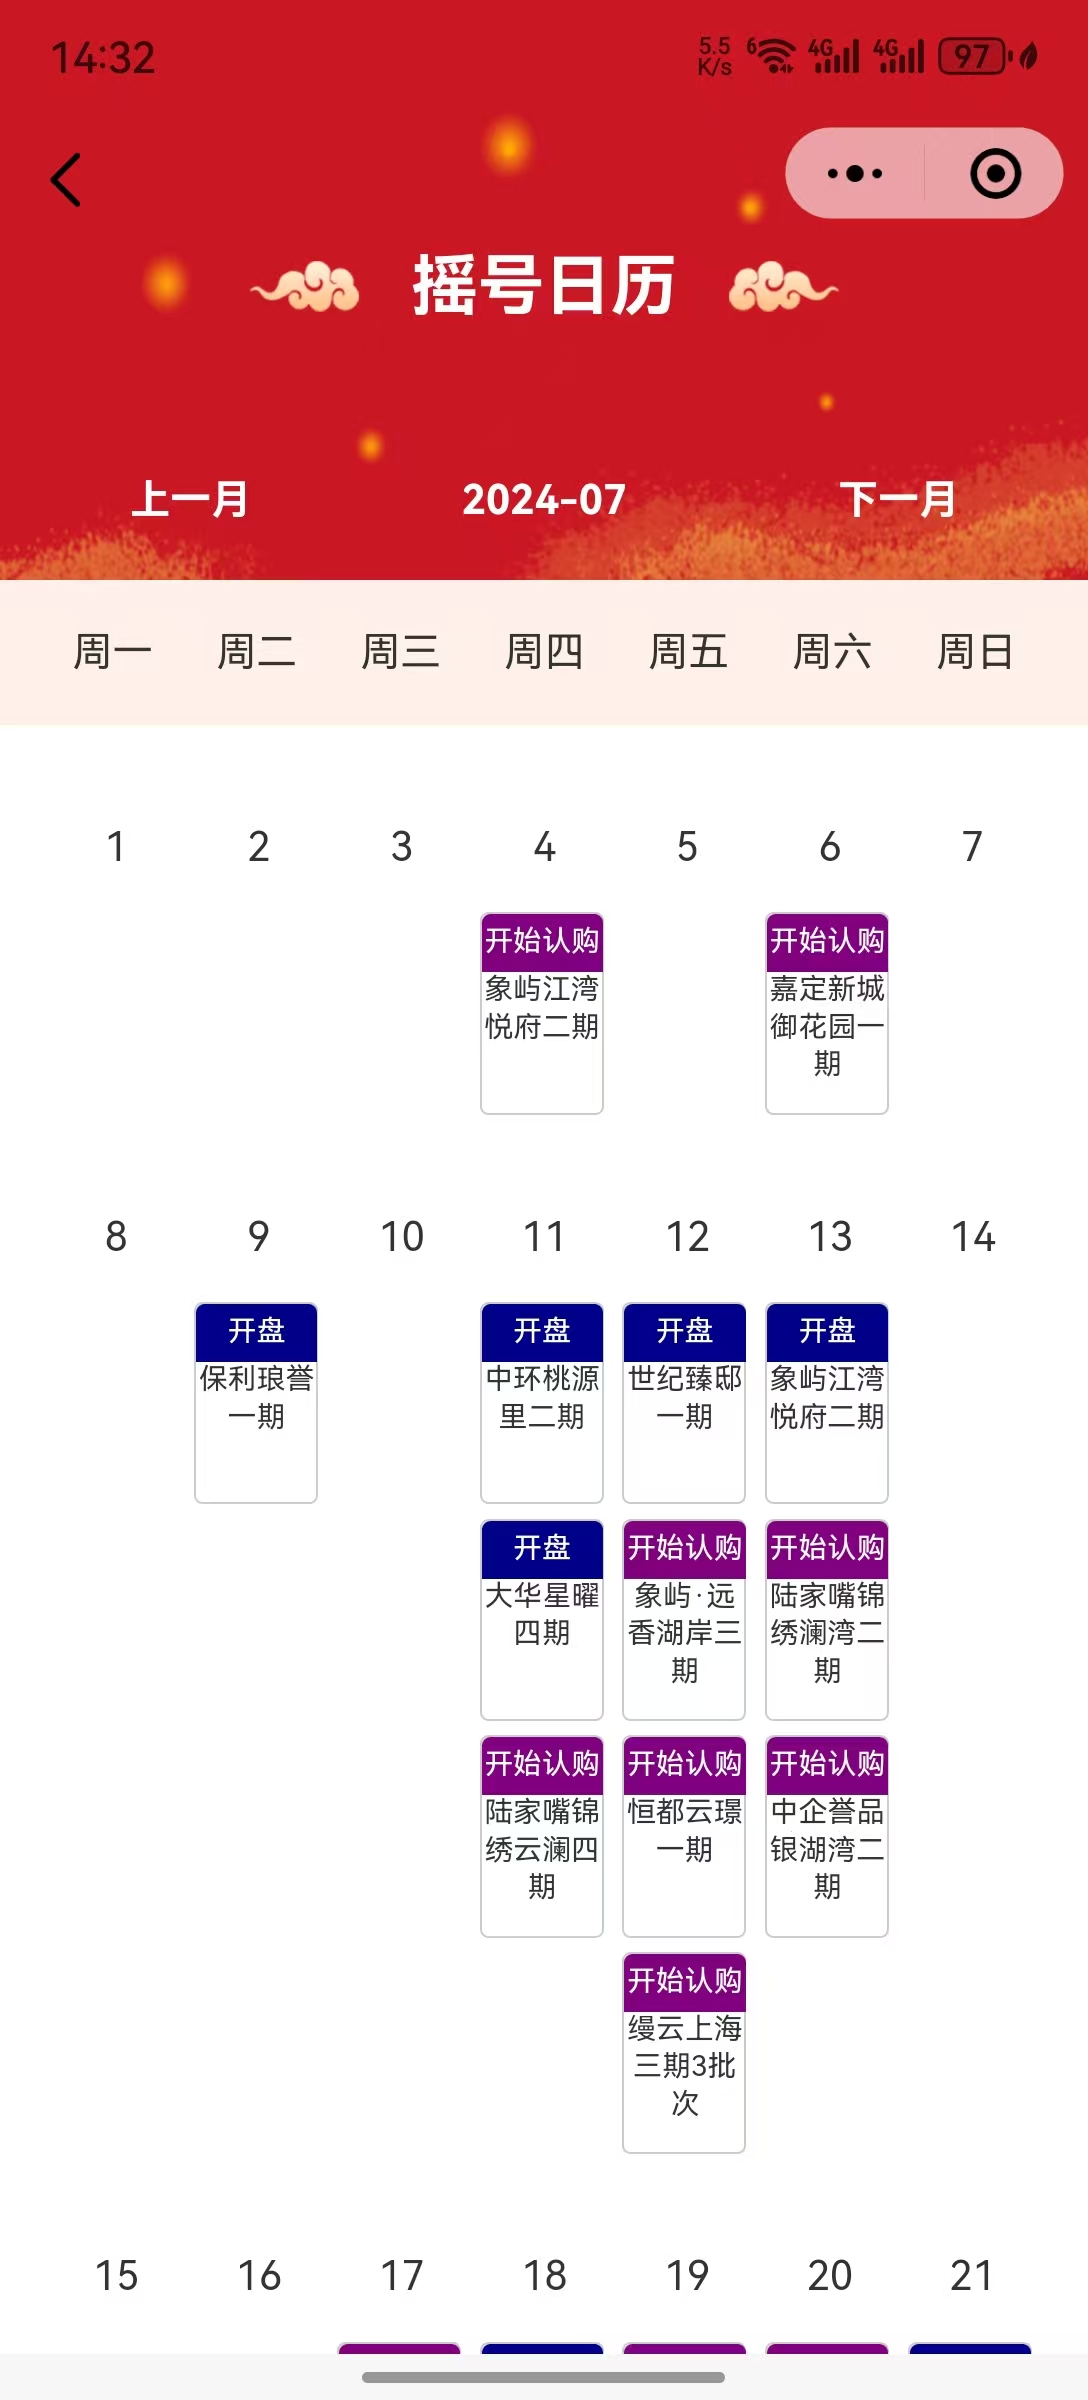 14:32
5.5
K/s
6
4G
4G
97
摇号日历
上一月
2024-07
下一月
周一
周二
周三
周四
周五
周六
周日
1
2
3
4
5
6
7
开始认购
象屿江湾
悦府二期
开始认购
嘉定新城
御花园一
期
8
9
10
11
12
13
14
开盘
保利琅誉
一期
开盘
中环桃源
里二期
开盘
世纪臻邸
一期
开盘
象屿江湾
悦府二期
开盘
大华星曜
四期
开始认购
象屿·远
香湖岸三
期
开始认购
陆家嘴锦
绣澜湾二
期
开始认购
陆家嘴锦
绣云澜四
期
开始认购
恒都云璟
一期
开始认购
中企誉品
银湖湾二
期
开始认购
缦云上海
三期3批
次
15
16
17
18
19
20
21